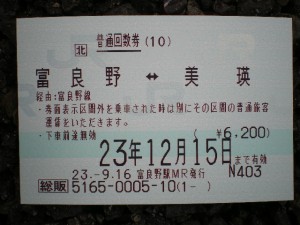 北 普通回数券(10)
富良野 ↔ 美瑛
経由:富良野線
・券面表示区間外を乗車された時は別にその区間の普通旅客
運賃をいただきます。
・下車前途無効 ( ¥6,200)
23年12月15日まで有効
23.-9.16 富良野駅MR発行 N403
総販 5165-0005-10(1- )